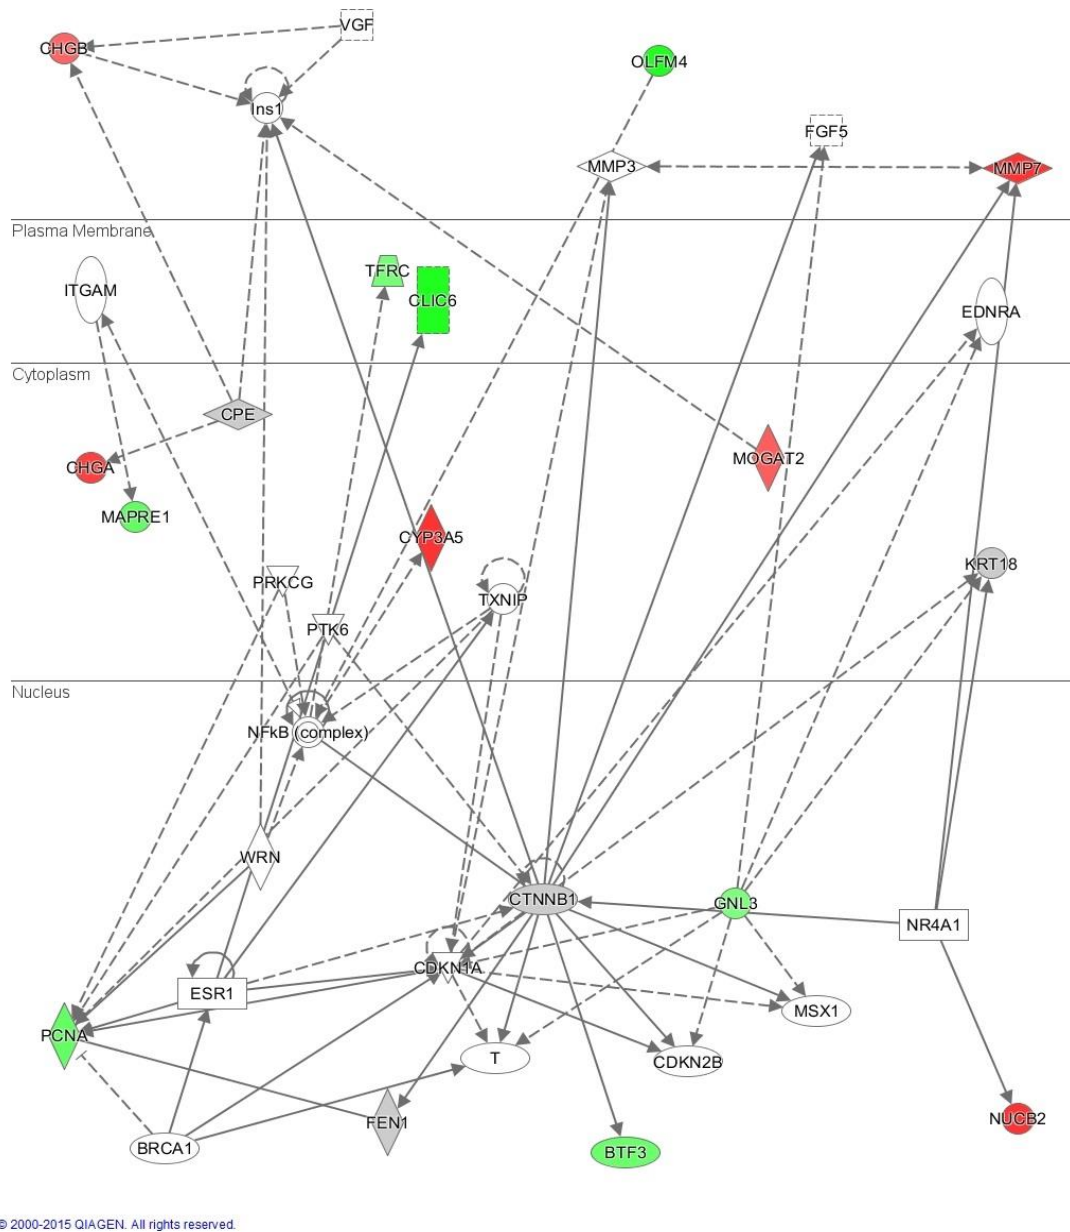 VGF
CHGB
OLFM4
Ins1
FGF5
MMP3
MMP7
Plasma Membrane
TFRC
ITGAM
CLIC6
EDNRA
Cytoplasm
CPE
MOGAT2
CHGA
MAPRE1
CYP3A5
KRT18
PRKCG
TXNIP
PTK6
Nucleus
NFkB (complex)
WRN
CTNNB1
GNL3
NR4A1
CDKN1A
ESR1
MSX1
PCNA
T
CDKN2B
NUCB2
FEN1
BRCA1
BTF3
© 2000-2015 QIAGEN. All rights reserved.